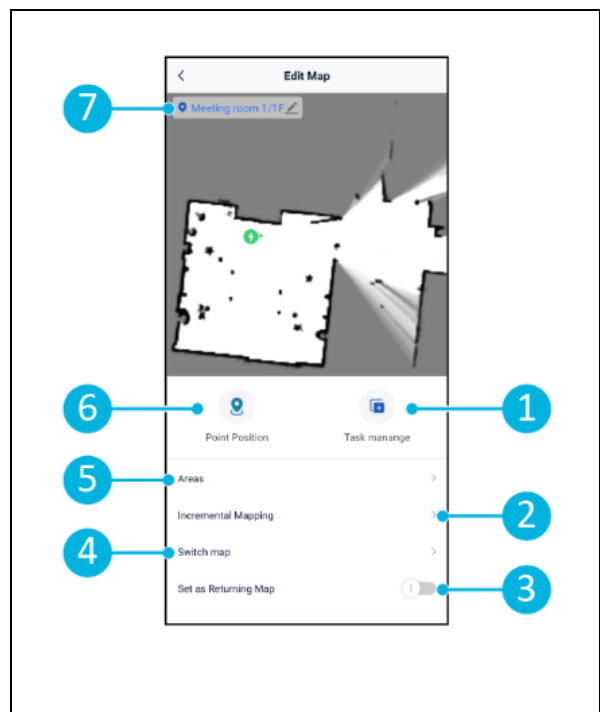 Edit Map
7
Meeting room 1/1F
6
1
Point Position
Task manange
5
Areas
Incremental Mapping
2
4
Switch map
Set as Returning Map
3